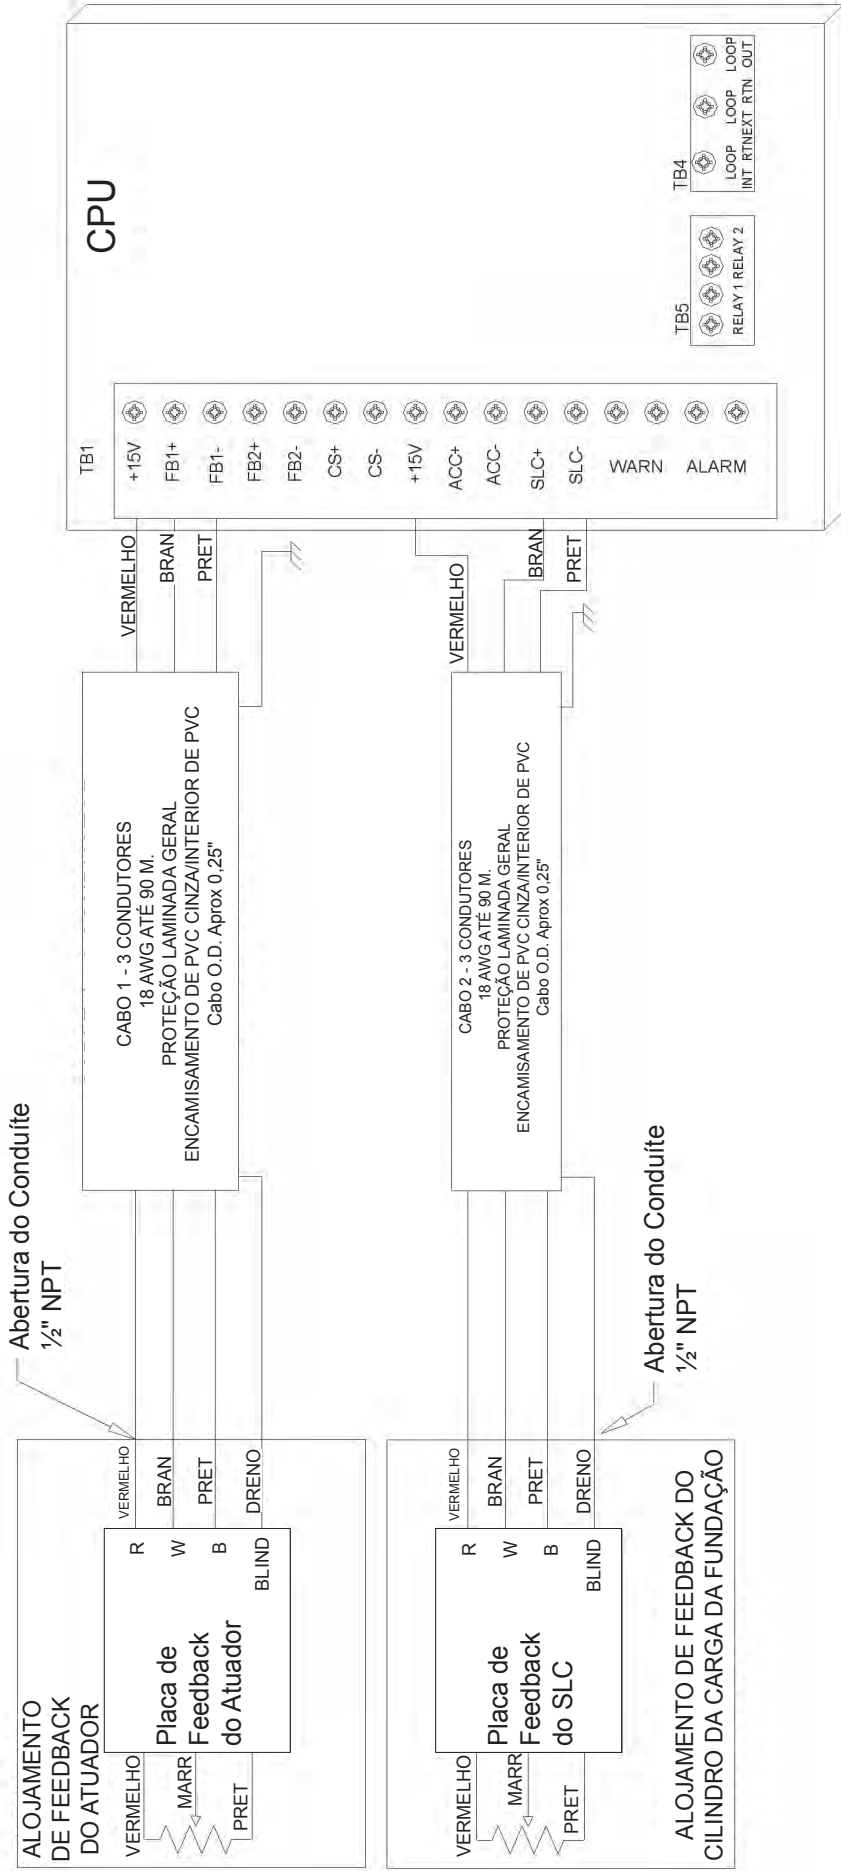 ALOJAMENTO
DE FEEDBACK
DO ATUADOR
VERMELHO
MARR
PRET
Placa de
Feedback
do Atuador
R
W
B
BLIND
VERMELHO
BRAN
PRET
DRENO
Abertura do Conduíte
½" NPT
CABO 1 - 3 CONDUTORES
18 AWG ATÉ 90 M.
PROTEÇÃO LAMINADA GERAL
ENCAMISAMENTO DE PVC CINZA/INTERIOR DE PVC
Cabo O.D. Aprox 0,25"
VERMELHO
BRAN
PRET
VERMELHO
MARR
PRET
Placa de
Feedback
do SLC
R
W
B
BLIND
VERMELHO
BRAN
PRET
DRENO
ALOJAMENTO DE FEEDBACK DO
CILINDRO DA CARGA DA FUNDAÇÃO
Abertura do Conduíte
½" NPT
CABO 2 - 3 CONDUTORES
18 AWG ATÉ 90 M.
PROTEÇÃO LAMINADA GERAL
ENCAMISAMENTO DE PVC CINZA/INTERIOR DE PVC
Cabo O.D. Aprox 0,25"
VERMELHO
BRAN
PRET
CPU
TB1
+15V
FB1+
FB1-
FB2+
FB2-
CS+
CS-
+15V
ACC+
ACC-
SLC+
SLC-
WARN
ALARM
TB5
RELAY 1 RELAY 2
TB4
LOOP LOOP LOOP
INT RTNEXT RTN OUT